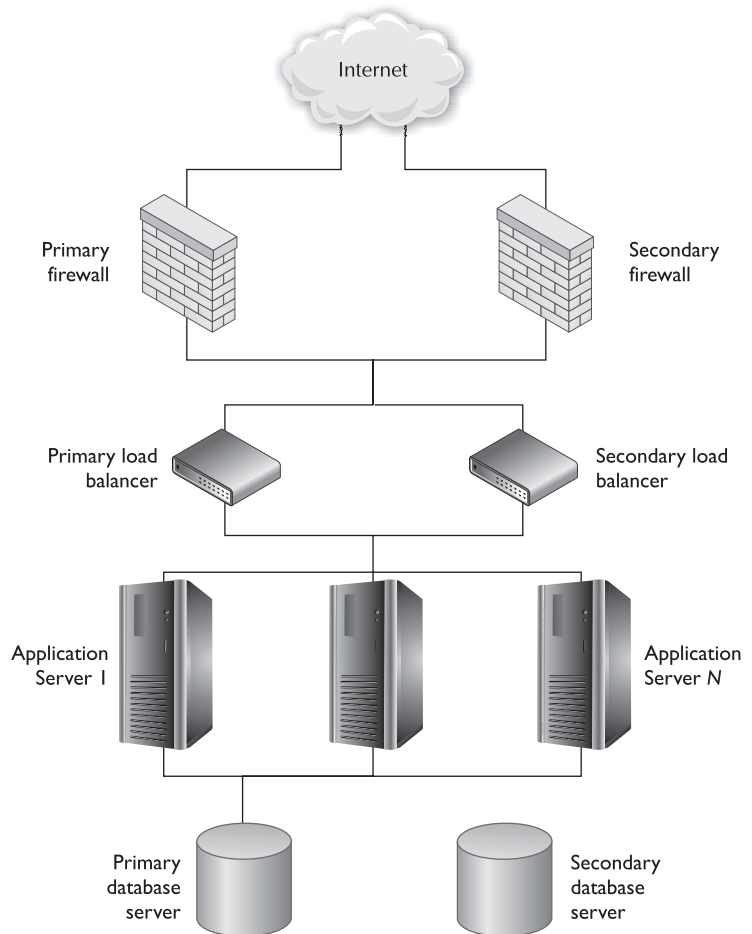 Internet
Primary
firewall
Secondary
firewall
Primary load
balancer
Secondary load
balancer
Application
Server 1
Application
Server N
Primary
database
server
Secondary
database
server